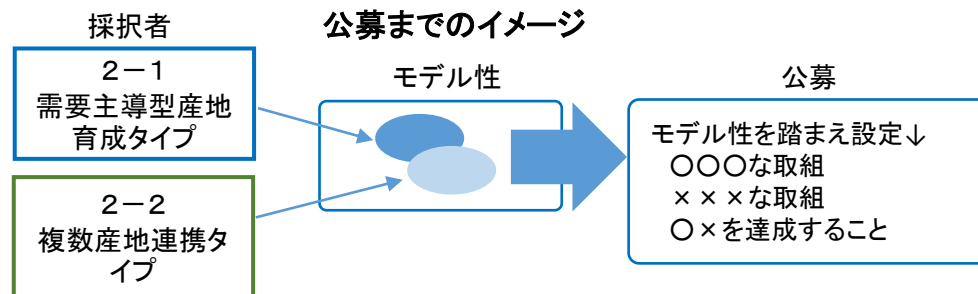 公募までのイメージ
採択者
2－1
需要主導型産地
育成タイプ
2－2
複数産地連携タ
イプ
モデル性
公募
モデル性を踏まえ設定↓
〇〇〇な取組
×××な取組
〇×を達成すること